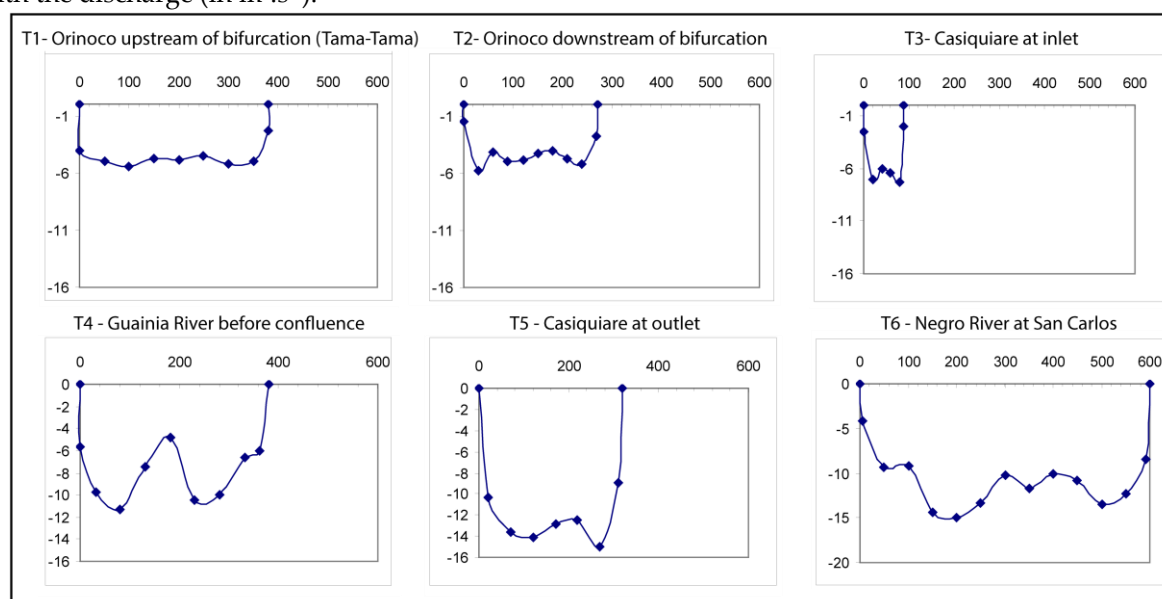 T1- Orinoco upstream of bifurcation (Tama-Tama)
T2- Orinoco downstream of bifurcation
T3- Casiquiare at inlet
0 100 200 300 400 500 600
0 100 200 300 400 500 600
0 100 200 300 400 500 600
-1
-6
-11
-16
-1
-6
-11
-16
-1
-6
-11
-16
T4 - Guainia River before confluence
T5 - Casiquiare at outlet
T6 - Negro River at San Carlos
0 200 400 600
0 200 400 600
0 100 200 300 400 500 600
0
-2
-4
-6
-8
-10
-12
-14
-16
0
-2
-4
-6
-8
-10
-12
-14
-16
0
-5
-10
-15
-20